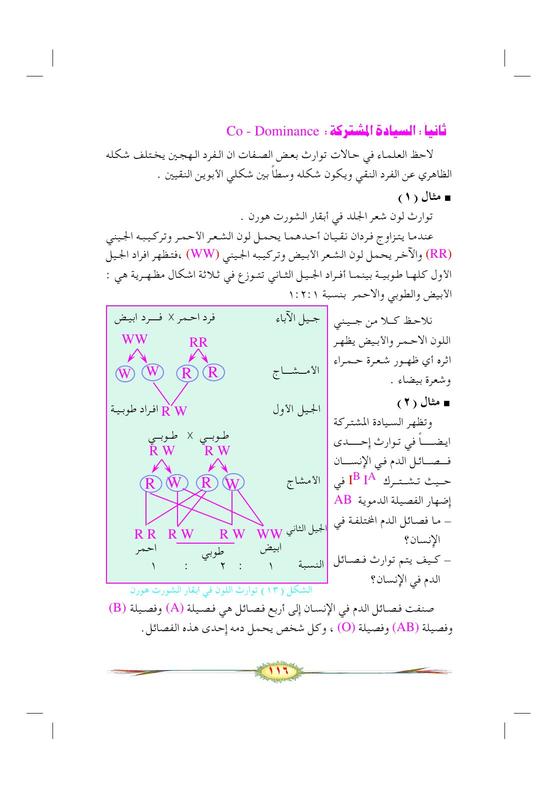 ثانيا : السيادة المشتركة : Co - Dominance
لاحظ العلماء في حالات توارث بعض الصفات ان الفرد الهجين يختلف شكله
الظاهري عن الفرد النقي ويكون شكله وسطاً بين شكلي الابوين النقيين .
■ مثال ( ١ )
توارث لون شعر الجلد في أبقار الشورت هورن .
عندما يتزاوج فردان نقيان أحدهما يحمل لون الشعر الاحمر وتركيبه الجيني
(RR) والآخر يحمل لون الشعر الابيض وتركيبه الجيني (WW) ،فتظهر افراد الجيل
الاول كلها طوبية بينما أفراد الجيل الثاني تتوزع في ثلاثة اشكال مظهرية هي :
الابيض والطوبي والاحمر بنسبة ١:٢:١
نلاحظ كلا من جيني
اللون الاحمر والابيض يظهر
اثره أي ظهور شعرة حمراء
وشعرة بيضاء .
■ مثال ( ٢ )
وتظهر السيادة المشتركة
ايضاً في توارث إحدى
فصائل الدم في الإنسان
حيث تشترك I^B I^A في
إضهار الفصيلة الدموية AB
– ما فصائل الدم المختلفة في
الإنسان؟
– كيف يتم توارث فصائل
الدم في الإنسان؟
جيل الآباء فرد احمر X فرد ابيض
WW RR
الامشاج W W R R
الجيل الاول R W افراد طوبية
طوبي X طوبي
R W R W
الامشاج R W R W
الجيل الثاني R R R W R W WW
احمر طوبي ابيض
النسبة ١ : ٢ : ١
الشكل ( ١٣ ) توارث اللون في ابقار الشورت هورن
صنفت فصائل الدم في الإنسان إلى أربع فصائل هي فصيلة (A) وفصيلة (B)
وفصيلة (AB) وفصيلة (O) ، وكل شخص يحمل دمه إحدى هذه الفصائل.
١١٦